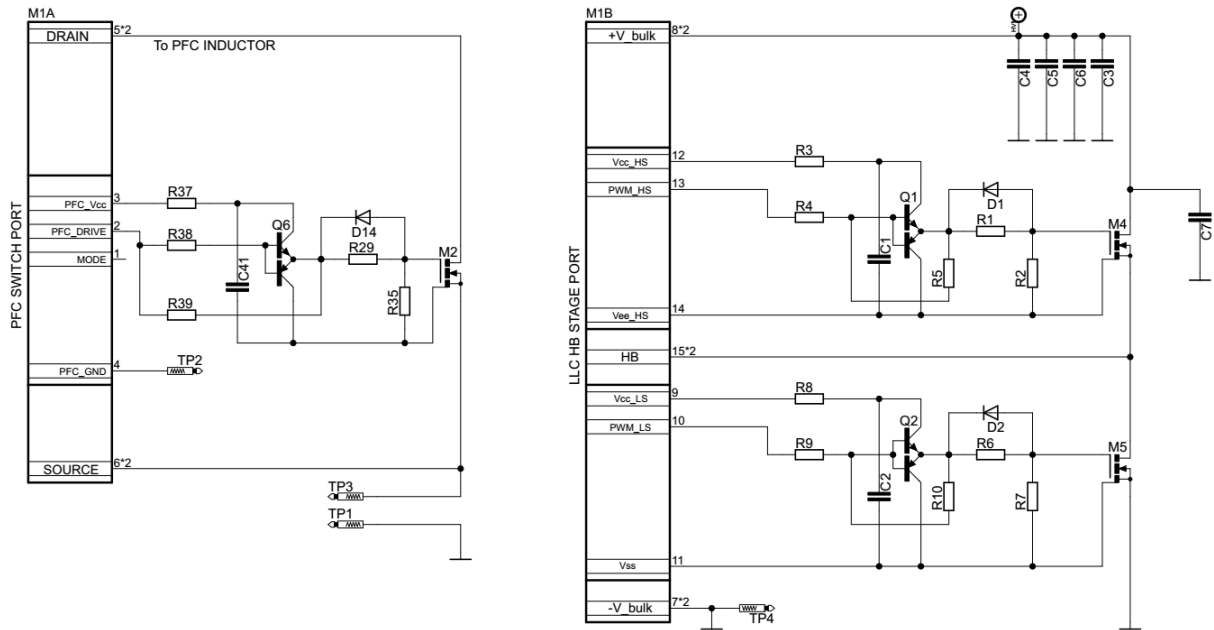 M1A
5*2
DRAIN
To PFC INDUCTOR
PFC SWITCH PORT
PFC_Vcc
3
R37
PFC_DRIVE
2
R38
MODE
1
R39
C41
Q6
D14
R29
R35
M2
PFC_GND
4
TP2
SOURCE
6*2
TP3
TP1
M1B
8*2
+V_bulk
HV
C4
C5
C6
C3
LLC HB STAGE PORT
Vcc_HS
12
R3
PWM_HS
13
R4
C1
Q1
D1
R1
R5
R2
M4
C7
Vee_HS
14
HB
15*2
Vcc_LS
9
R8
PWM_LS
10
R9
C2
Q2
D2
R6
R10
R7
M5
Vss
11
-V_bulk
7*2
TP4